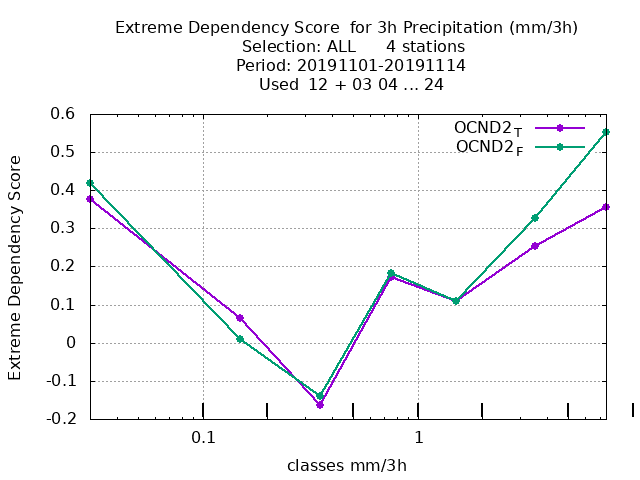 Extreme Dependency Score  for 3h Precipitation (mm/3h)
Selection: ALL      4 stations
Period: 20191101-20191114
Used  12 + 03 04 ... 24
OCND2T
OCND2F
Extreme Dependency Score
0.6
0.5
0.4
0.3
0.2
0.1
0
-0.1
-0.2
0.1 1
classes mm/3h